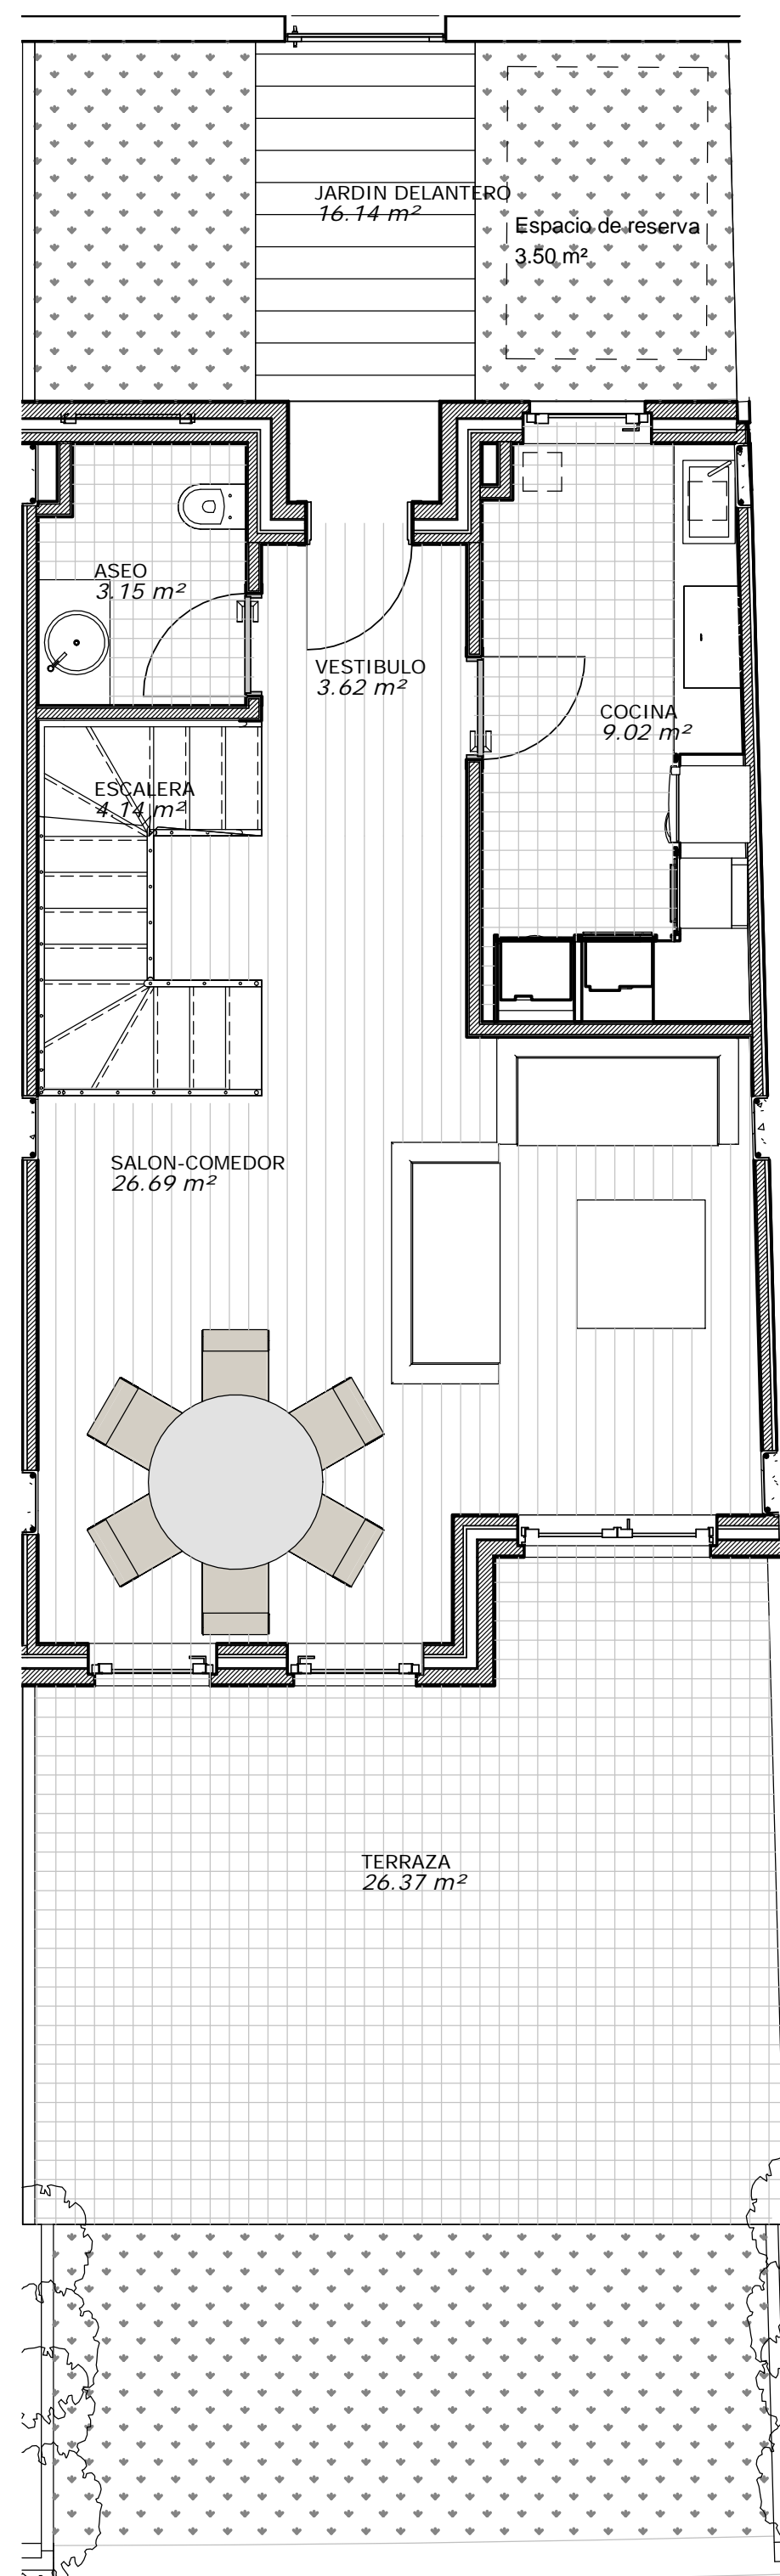 JARDIN DELANTERO
16.14 m²
Espacio de reserva
3.50 m²
ASEO
3.15 m²
VESTIBULO
3.62 m²
COCINA
9.02 m²
ESCALERA
4.14 m²
SALON-COMEDOR
26.69 m²
TERRAZA
26.37 m²